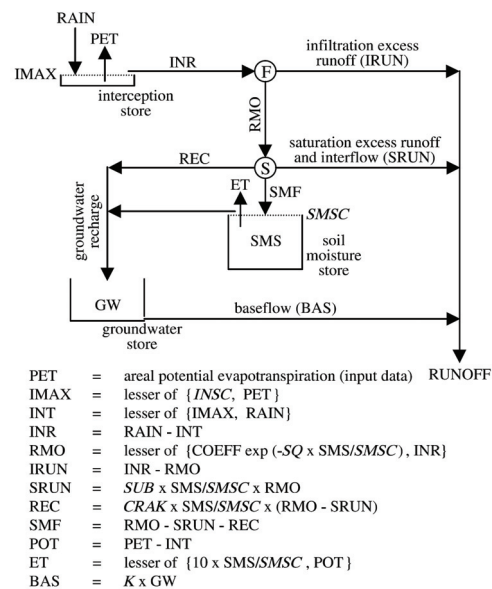 RAIN
PET
IMAX
INR
F
infiltration excess
runoff (IRUN)
interception
store
RMO
REC
S
saturation excess runoff
and interflow (SRUN)
ET
SMF
SMSC
groundwater
recharge
SMS
soil
moisture
store
GW
baseflow (BAS)
groundwater
store
RUNOFF
PET = areal potential evapotranspiration (input data)
IMAX = lesser of {INSC, PET}
INT = lesser of {IMAX, RAIN}
INR = RAIN - INT
RMO = lesser of {COEFF exp (-SQ x SMS/SMSC), INR}
IRUN = INR - RMO
SRUN = SUB x SMS/SMSC x RMO
REC = CRAK x SMS/SMSC x (RMO - SRUN)
SMF = RMO - SRUN - REC
POT = PET - INT
ET = lesser of {10 x SMS/SMSC, POT}
BAS = K x GW